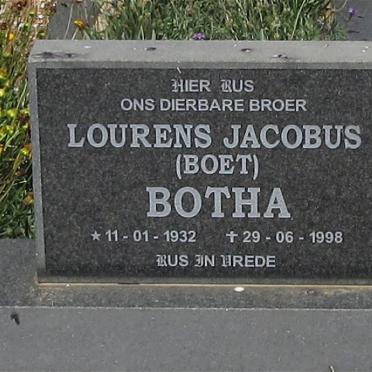 HIER RUS
ONS DIERBARE BROER
LOURENS JACOBUS
(BOET)
BOTHA
★ 11 - 01 - 1932 ✝ 29 - 06 - 1998
RUS IN VREDE